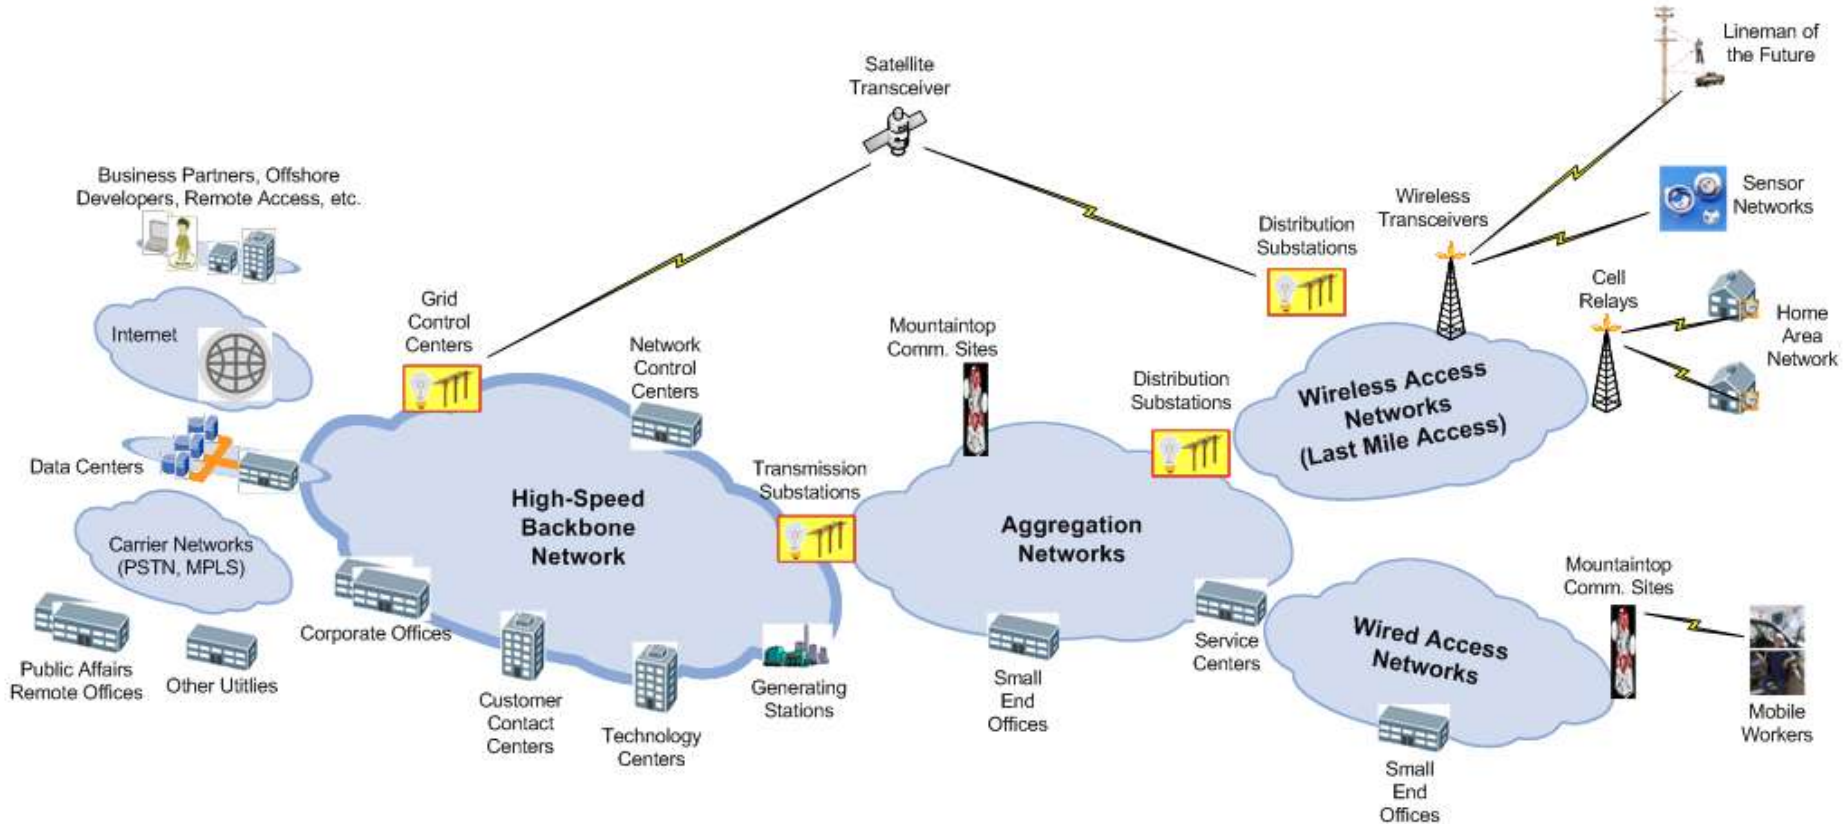 Lineman of
the Future
Satellite
Transceiver
Business Partners, Offshore
Developers, Remote Access, etc.
Sensor
Networks
Wireless
Transceivers
Distribution
Substations
Cell
Relays
Home
Area
Network
Internet
Grid
Control
Centers
Network
Control
Centers
Mountaintop
Comm. Sites
Distribution
Substations
Wireless Access
Networks
(Last Mile Access)
Data Centers
Transmission
Substations
High-Speed
Backbone
Network
Aggregation
Networks
Carrier Networks
(PSTN, MPLS)
Mountaintop
Comm. Sites
Corporate Offices
Wired Access
Networks
Service
Centers
Public Affairs
Remote Offices
Other Utitlies
Customer
Contact
Centers
Technology
Centers
Generating
Stations
Small
End
Offices
Mobile
Workers
Small
End
Offices